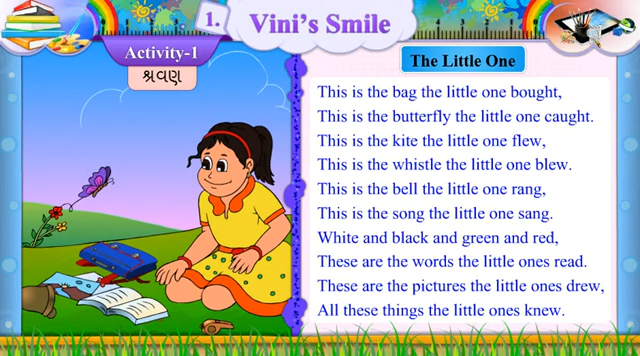 1.
Vini's Smile
Activity-1
શ્રવણ
The Little One
This is the bag the little one bought,
This is the butterfly the little one caught.
This is the kite the little one flew,
This is the whistle the little one blew.
This is the bell the little one rang,
This is the song the little one sang.
White and black and green and red,
These are the words the little ones read.
These are the pictures the little ones drew,
All these things the little ones knew.